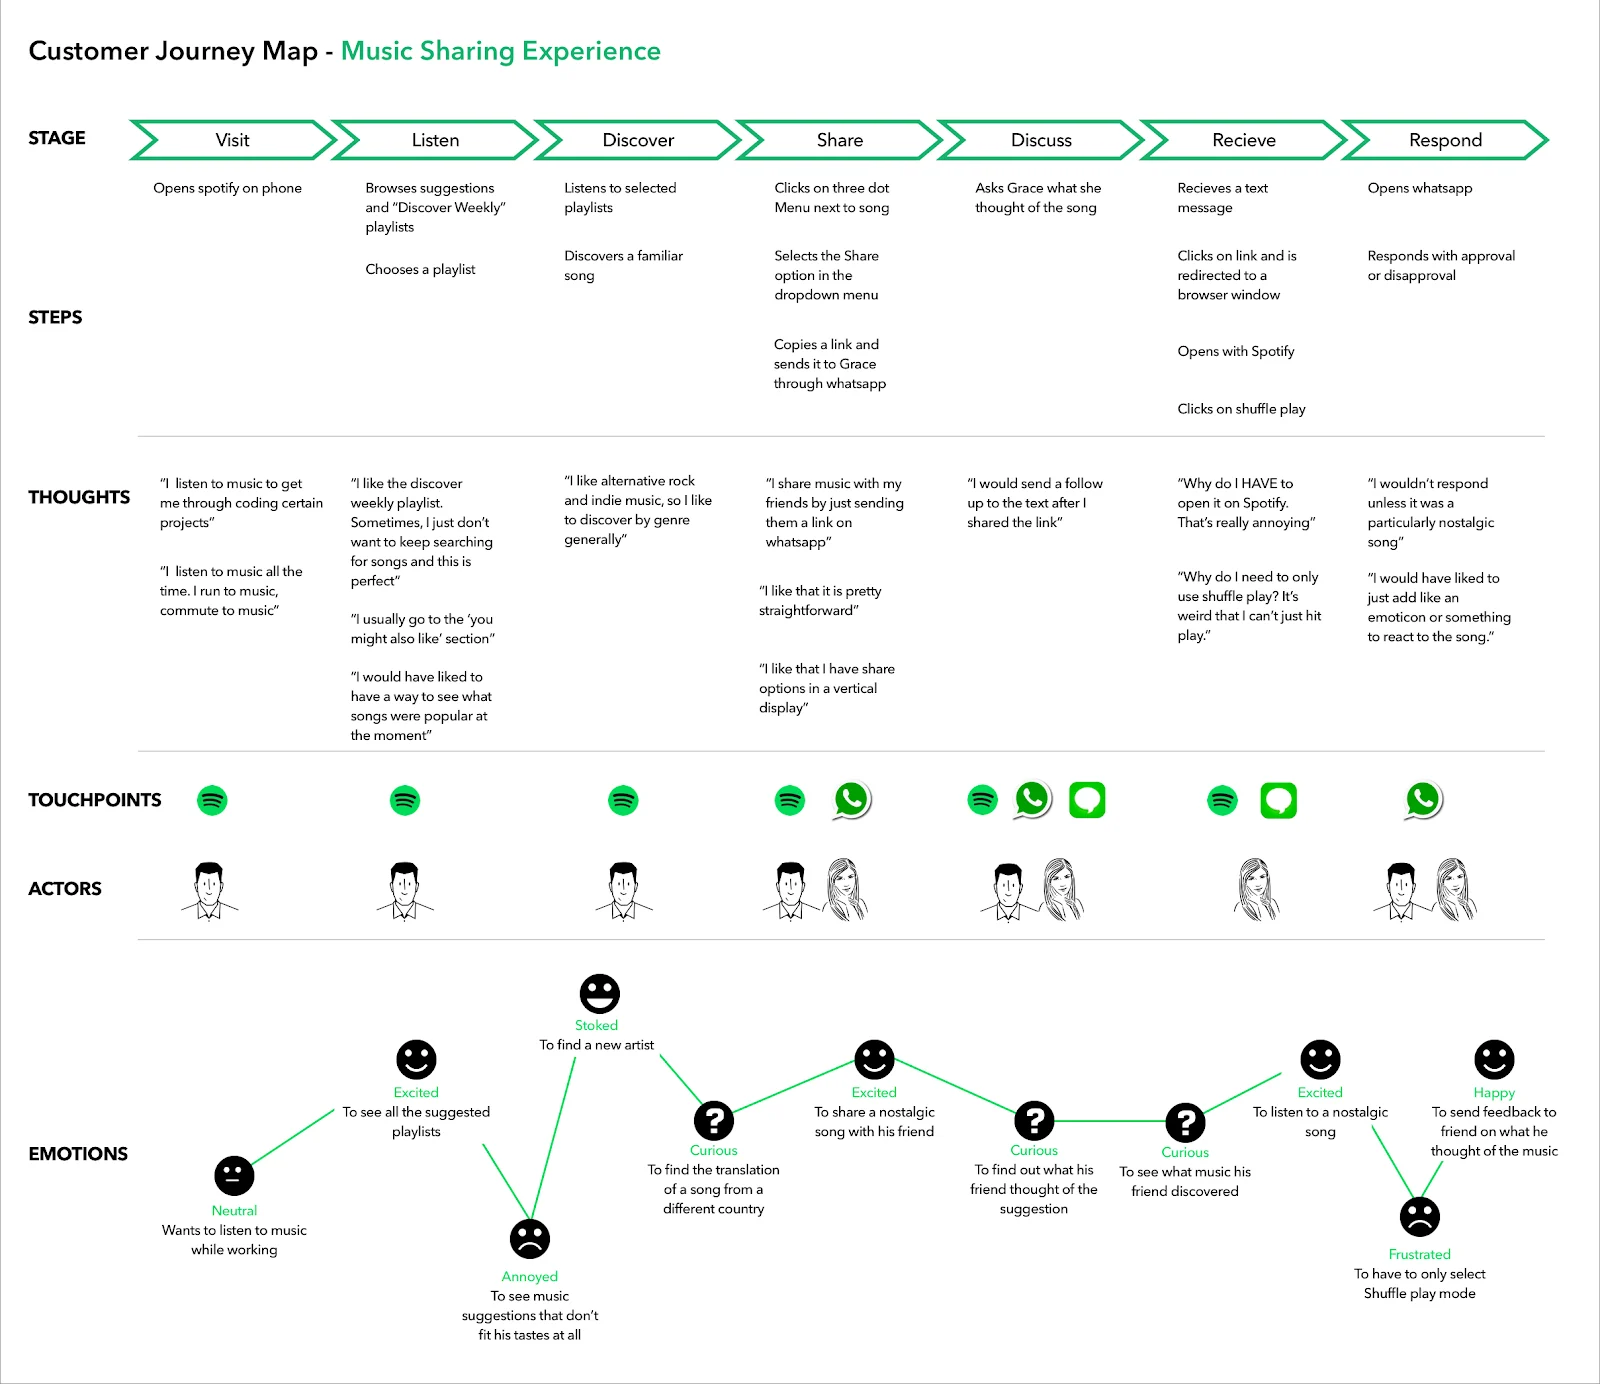 Customer Journey Map - Music Sharing Experience
STAGE
Visit
Listen
Discover
Share
Discuss
Recieve
Respond
STEPS
Opens spotify on phone
Browses suggestions
and “Discover Weekly”
playlists
Chooses a playlist
Listens to selected
playlists
Discovers a familiar
song
Clicks on three dot
Menu next to song
Selects the Share
option in the
dropdown menu
Copies a link and
sends it to Grace
through whatsapp
Asks Grace what she
thought of the song
Recieves a text
message
Clicks on link and is
redirected to a
browser window
Opens with Spotify
Clicks on shuffle play
Opens whatsapp
Responds with approval
or disapproval
THOUGHTS
“I listen to music to get
me through coding certain
projects”
“I listen to music all the
time. I run to music,
commute to music”
“I like the discover
weekly playlist.
Sometimes, I just don’t
want to keep searching
for songs and this is
perfect“
“I usually go to the ‘you
might also like’ section”
“I would have liked to
have a way to see what
songs were popular at
the moment”
“I like alternative rock
and indie music, so I like
to discover by genre
generally”
“I share music with my
friends by just sending
them a link on
whatsapp”
“I like that it is pretty
straightforward”
“I like that I have share
options in a vertical
display”
“I would send a follow
up to the text after I
shared the link”
“Why do I HAVE to
open it on Spotify.
That’s really annoying”
“Why do I need to only
use shuffle play? It’s
weird that I can’t just hit
play.”
“I wouldn’t respond
unless it was a
particularly nostalgic
song”
“I would have liked to
just add like an
emoticon or something
to react to the song.”
TOUCHPOINTS
ACTORS
EMOTIONS
Neutral
Wants to listen to music
while working
Excited
To see all the suggested
playlists
Annoyed
To see music
suggestions that don’t
fit his tastes at all
Stoked
To find a new artist
?
Curious
To find the translation
of a song from a
different country
Excited
To share a nostalgic
song with his friend
?
Curious
To find out what his
friend thought of the
suggestion
?
Curious
To see what music his
friend discovered
Excited
To listen to a nostalgic
song
Frustrated
To have to only select
Shuffle play mode
Happy
To send feedback to
friend on what he
thought of the music